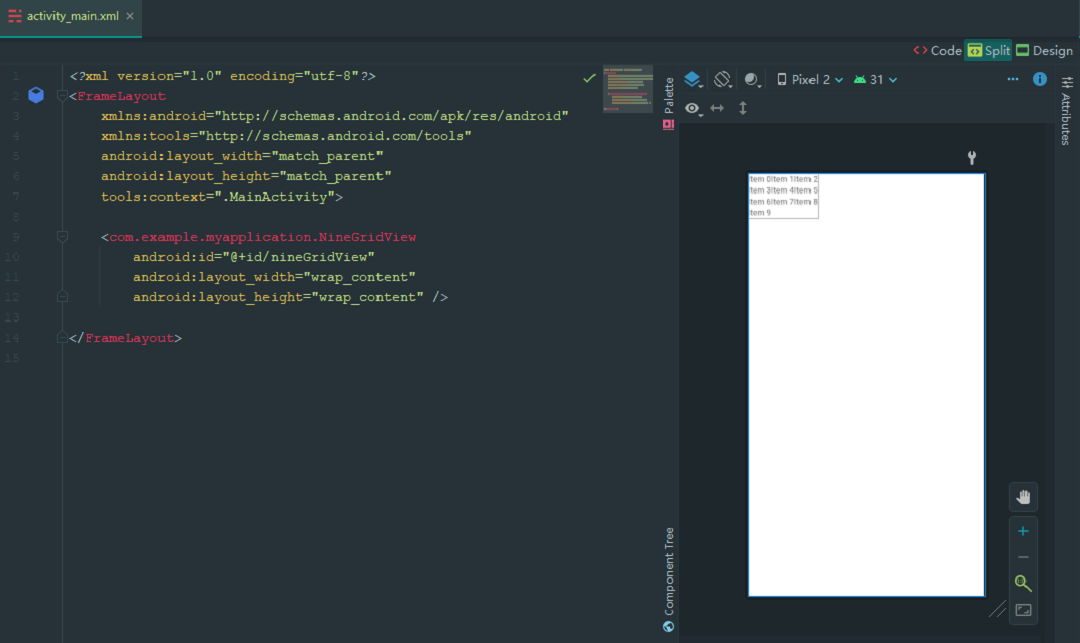 activity_main.xml
Code Split Design
1 <?xml version="1.0" encoding="utf-8"?>
2 <FrameLayout
3 xmlns:android="http://schemas.android.com/apk/res/android"
4 xmlns:tools="http://schemas.android.com/tools"
5 android:layout_width="match_parent"
6 android:layout_height="match_parent"
7 tools:context=".MainActivity">
8
9 <com.example.myapplication.NineGridView
10 android:id="@+id/nineGridView"
11 android:layout_width="wrap_content"
12 android:layout_height="wrap_content" />
13
14 </FrameLayout>
15
Palette
Component Tree
Pixel 2 31
Item 0Item 1Item 2
Item 3Item 4Item 5
Item 6Item 7Item 8
Item 9
Attributes